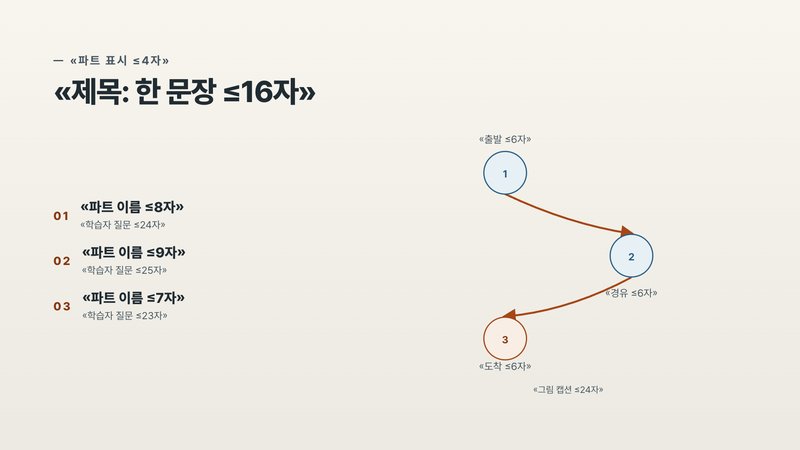 — «파트 표시 ≤4자»
«제목: 한 문장 ≤16자»
01 «파트 이름 ≤8자»
«학습자 질문 ≤24자»
02 «파트 이름 ≤9자»
«학습자 질문 ≤25자»
03 «파트 이름 ≤7자»
«학습자 질문 ≤23자»
«출발 ≤6자»
1
2
«경유 ≤6자»
3
«도착 ≤6자»
«그림 캡션 ≤24자»